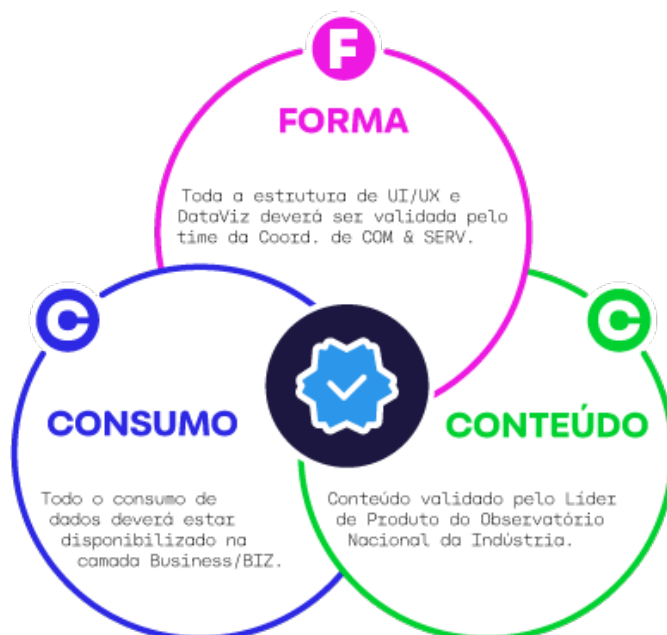 F
FORMA
Toda a estrutura de UI/UX e
DataViz deverá ser validada pelo
time da Coord. de COM & SERV.
C
CONSUMO
Todo o consumo de
dados deverá estar
disponibilizado na
camada Business/BIZ.
C
CONTEÚDO
Conteúdo validado pelo Líder
de Produto do Observatório
Nacional da Indústria.